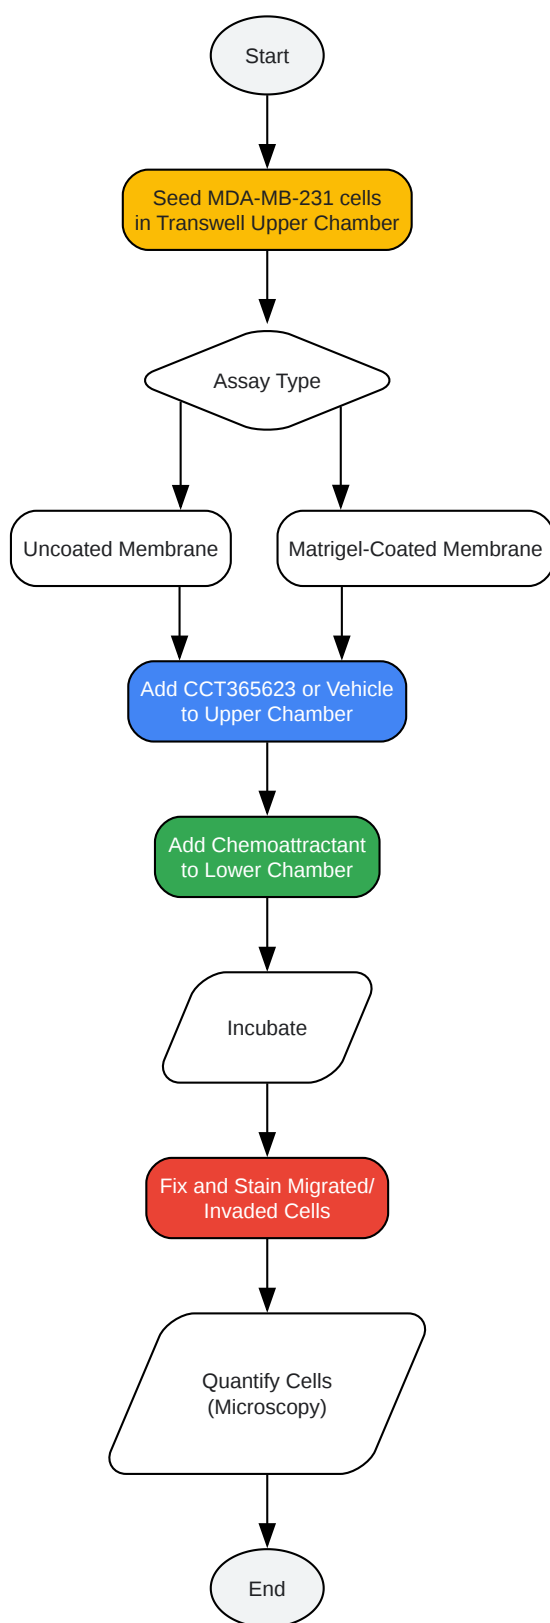 Start
Seed MDA-MB-231 cells
in Transwell Upper Chamber
Assay Type
Uncoated Membrane
Matrigel-Coated Membrane
Add CCT365623 or Vehicle
to Upper Chamber
Add Chemoattractant
to Lower Chamber
Incubate
Fix and Stain Migrated/
Invaded Cells
Quantify Cells
(Microscopy)
End